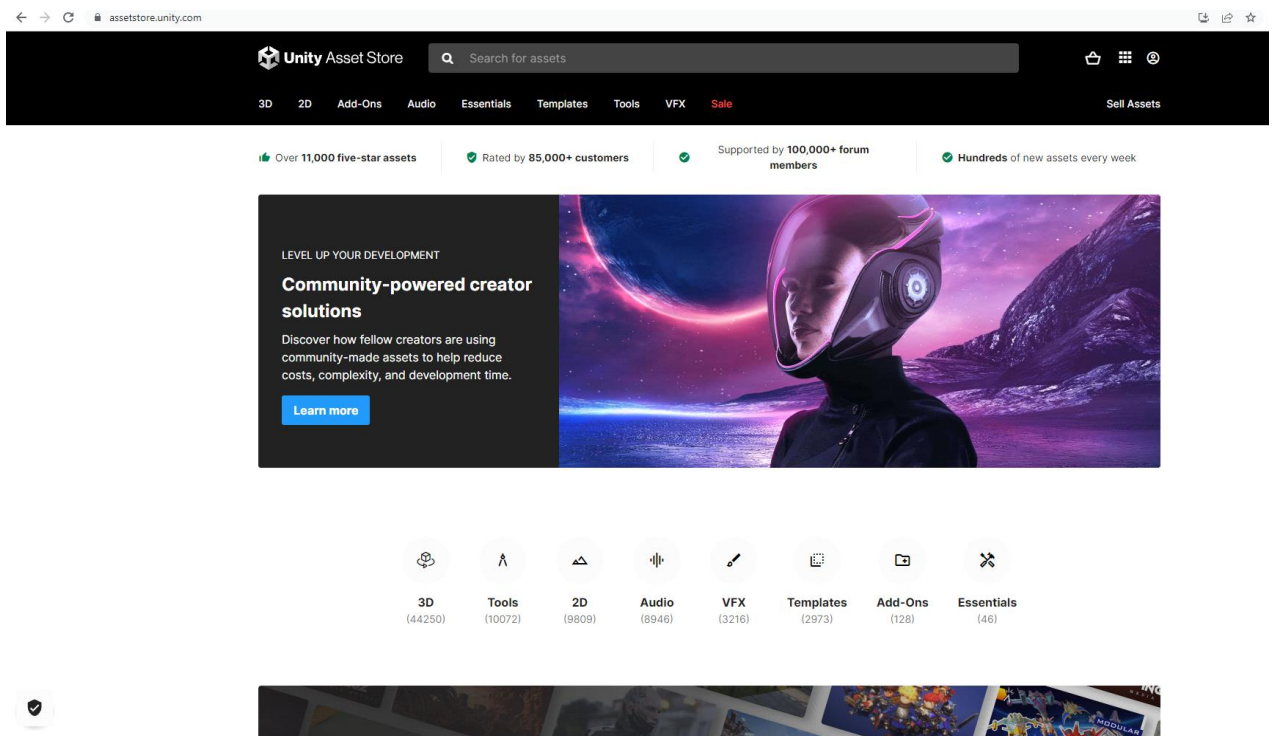 assetstore.unity.com
Unity Asset Store
Search for assets
3D 2D Add-Ons Audio Essentials Templates Tools VFX Sale Sell Assets
Over 11,000 five-star assets
Rated by 85,000+ customers
Supported by 100,000+ forum
members
Hundreds of new assets every week
LEVEL UP YOUR DEVELOPMENT
Community-powered creator
solutions
Discover how fellow creators are using
community-made assets to help reduce
costs, complexity, and development time.
Learn more
3D Tools 2D Audio VFX Templates Add-Ons Essentials
(44250) (10072) (9809) (8946) (3216) (2973) (128) (46)
MODULAR